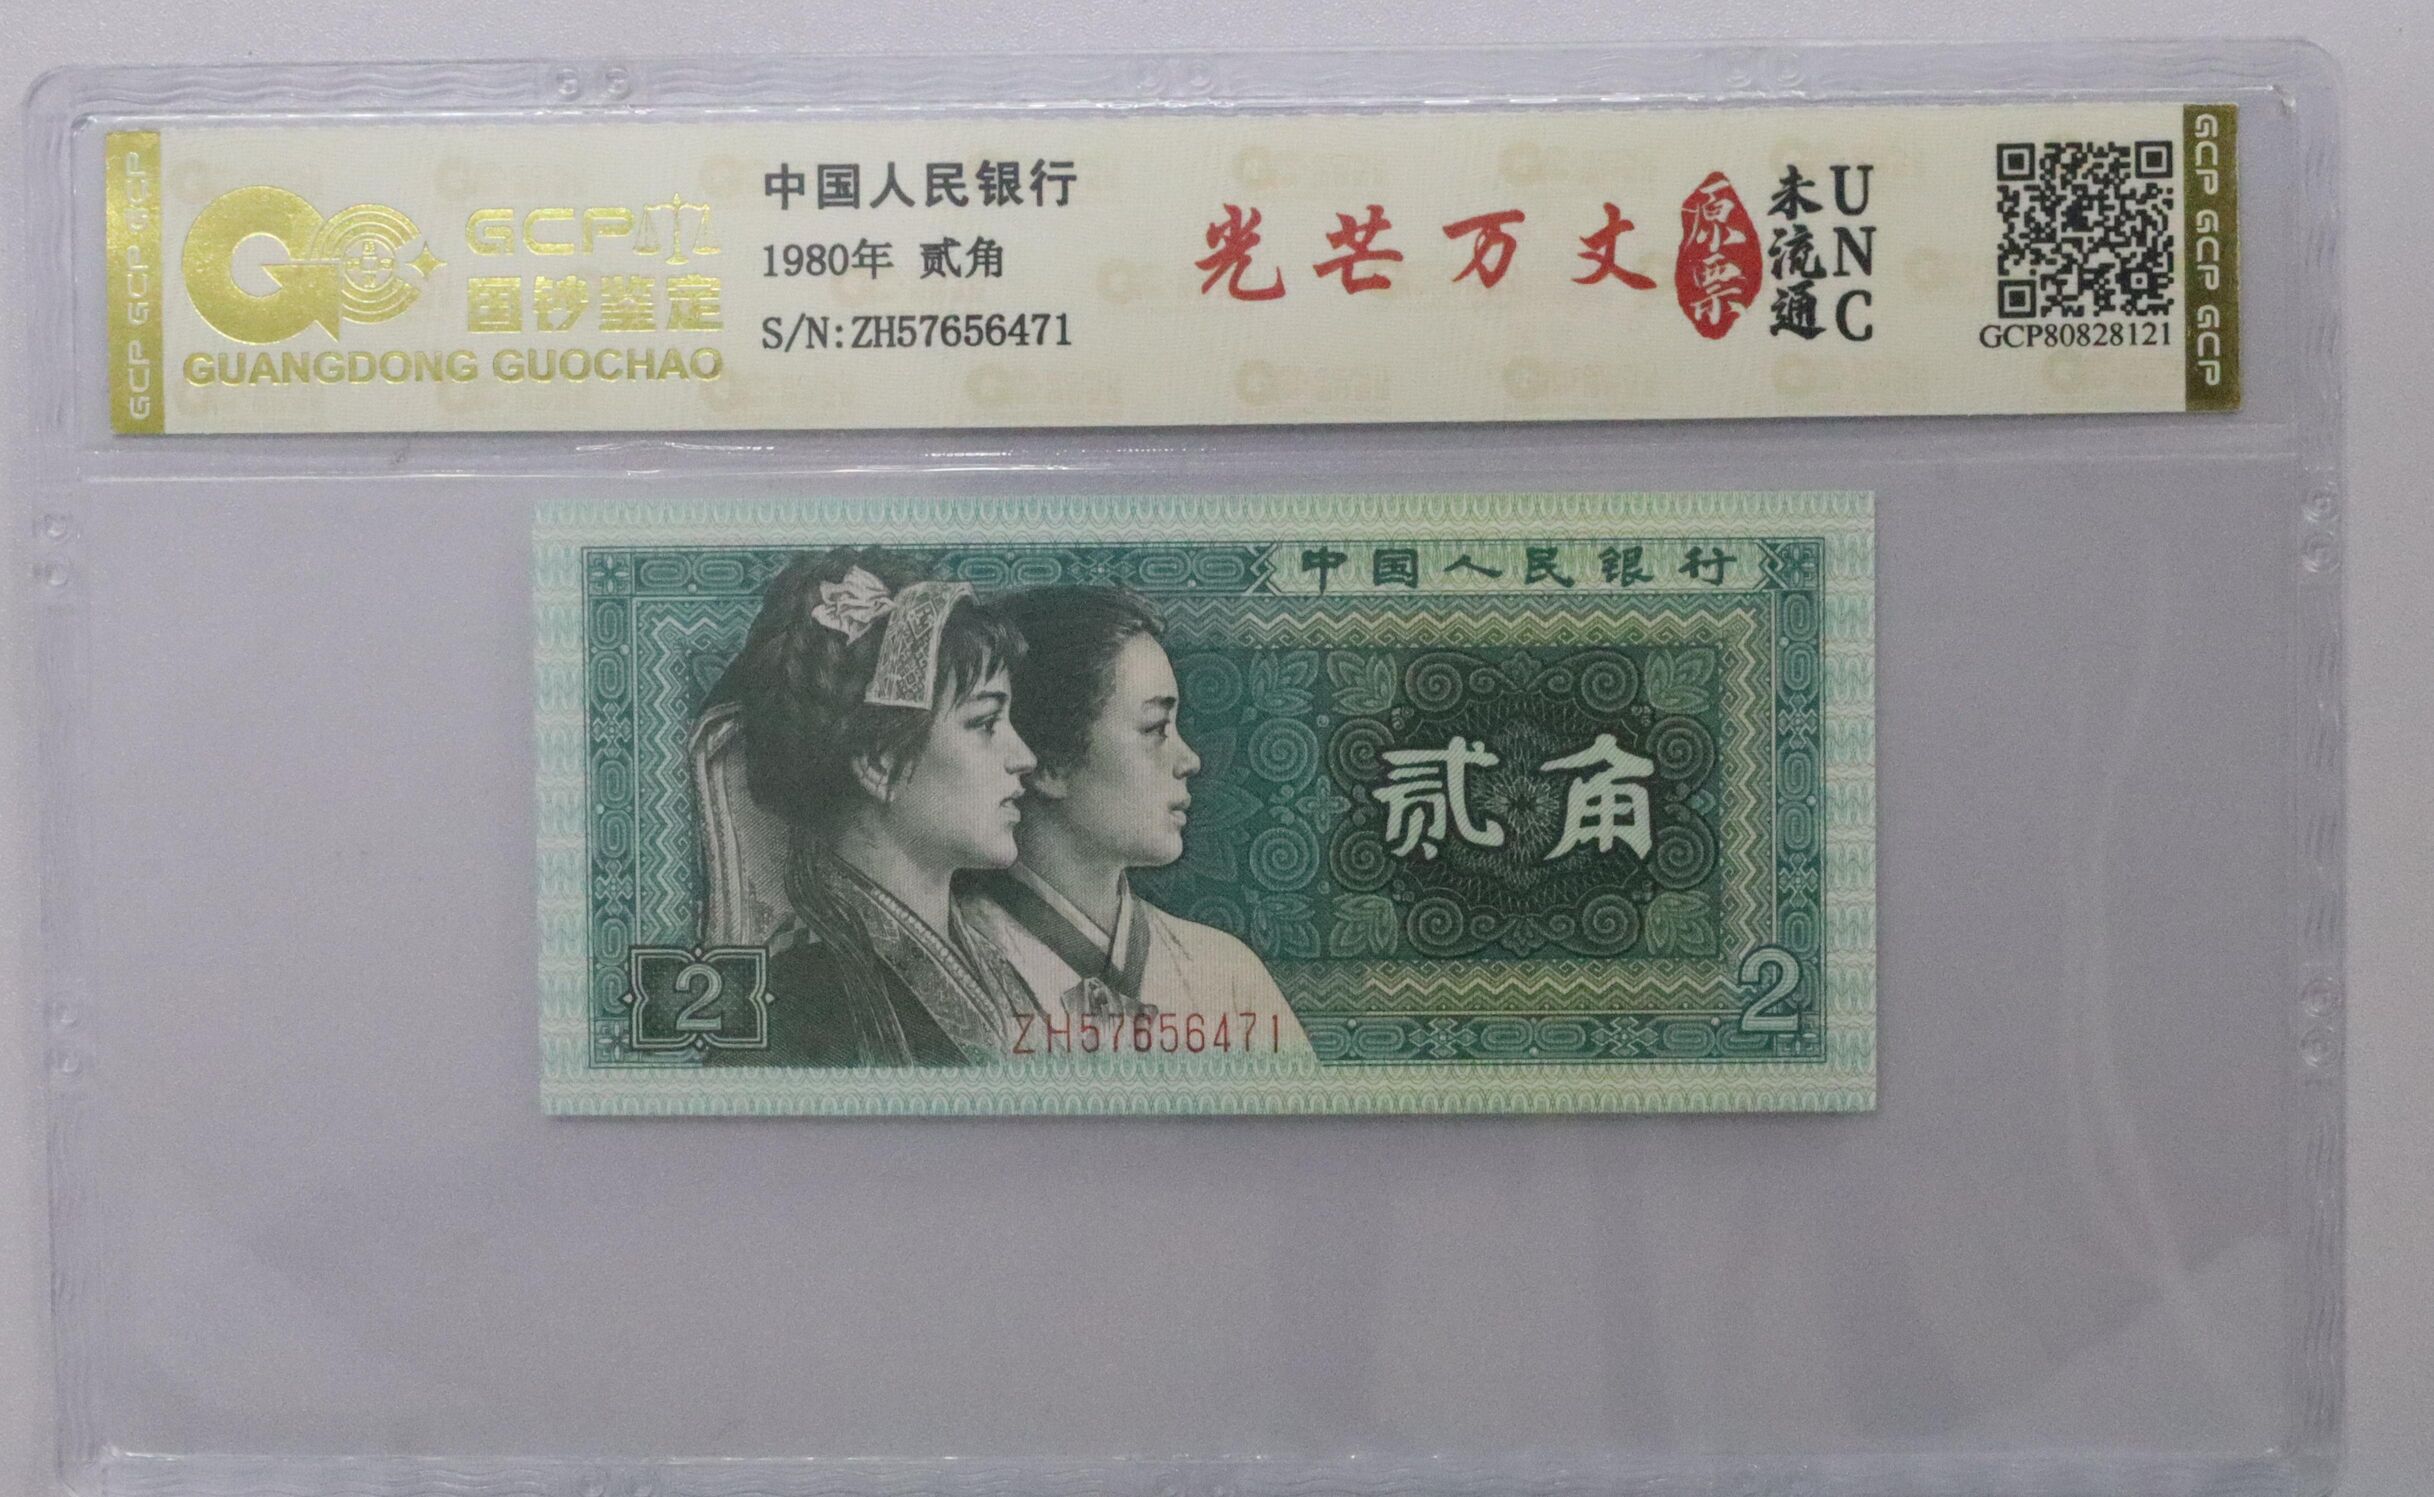 GCP GCP GCP
GCP
国钞鉴定
GUANGDONG GUOCHAO
中国人民银行
1980年 贰角
S/N:ZH57656471
光芒万丈
原票
未流通
UNC
GCP80828121
GCP GCP GCP
中国人民银行
贰角
2
2
ZH57656471